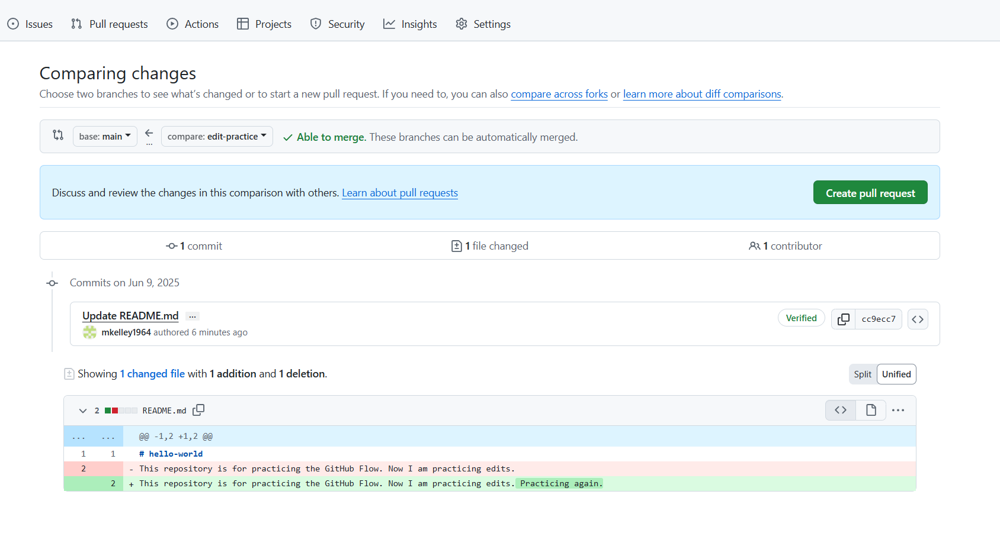 Issues Pull requests Actions Projects Security Insights Settings
Comparing changes
Choose two branches to see what's changed or to start a new pull request. If you need to, you can also compare across forks or learn more about diff comparisons.
base: main ... compare: edit-practice Able to merge. These branches can be automatically merged.
Discuss and review the changes in this comparison with others. Learn about pull requests Create pull request
1 commit 1 file changed 1 contributor
Commits on Jun 9, 2025
Update README.md ... Verified cc9ecc7
mkelley1964 authored 6 minutes ago
Showing 1 changed file with 1 addition and 1 deletion. Split Unified
2 README.md
... ... @@ -1,2 +1,2 @@
1 1 # hello-world
2 - This repository is for practicing the GitHub Flow. Now I am practicing edits.
2 + This repository is for practicing the GitHub Flow. Now I am practicing edits. Practicing again.